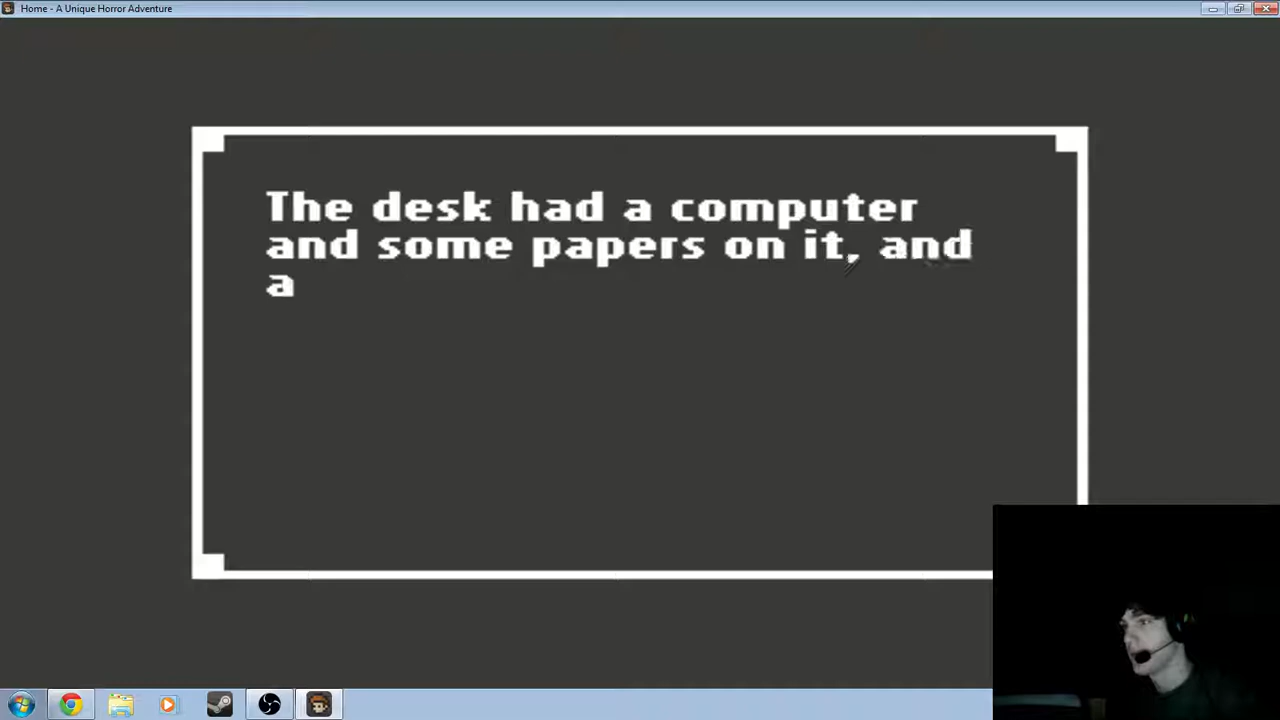 Home - A Unique Horror Adventure
The desk had a computer
and some papers on it, and
a